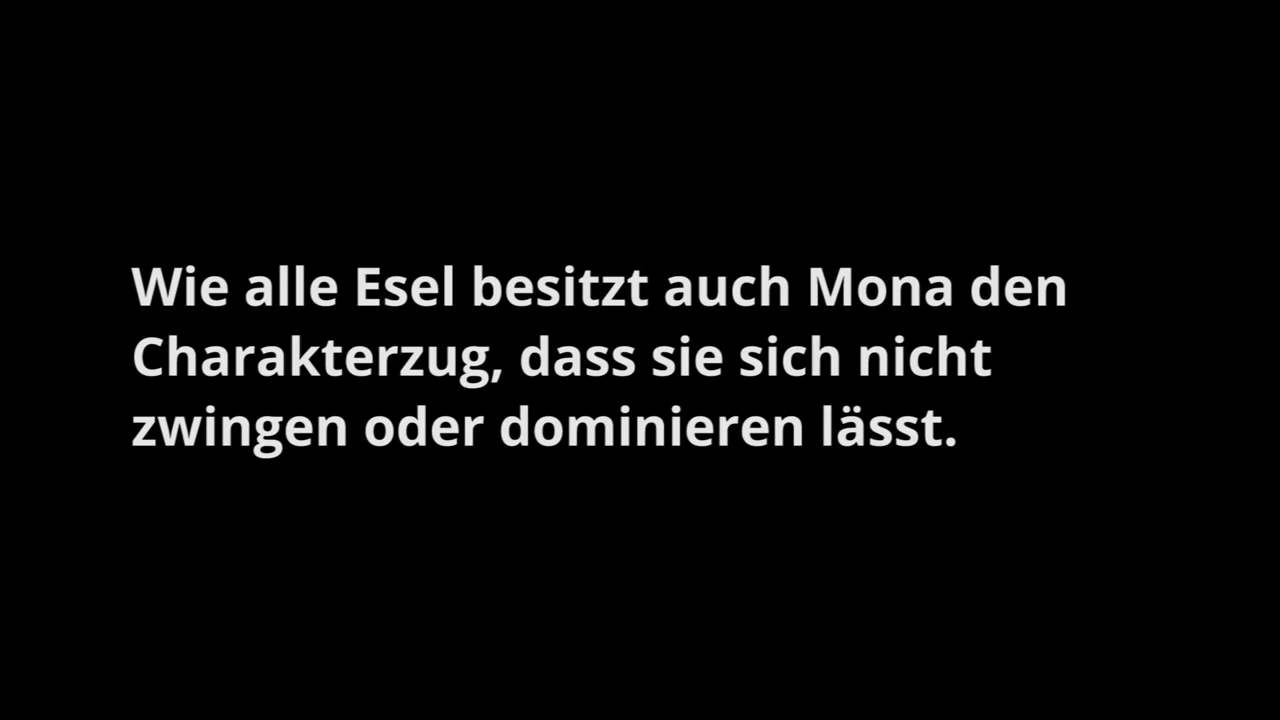 Wie alle Esel besitzt auch Mona den
Charakterzug, dass sie sich nicht
zwingen oder dominieren lässt.